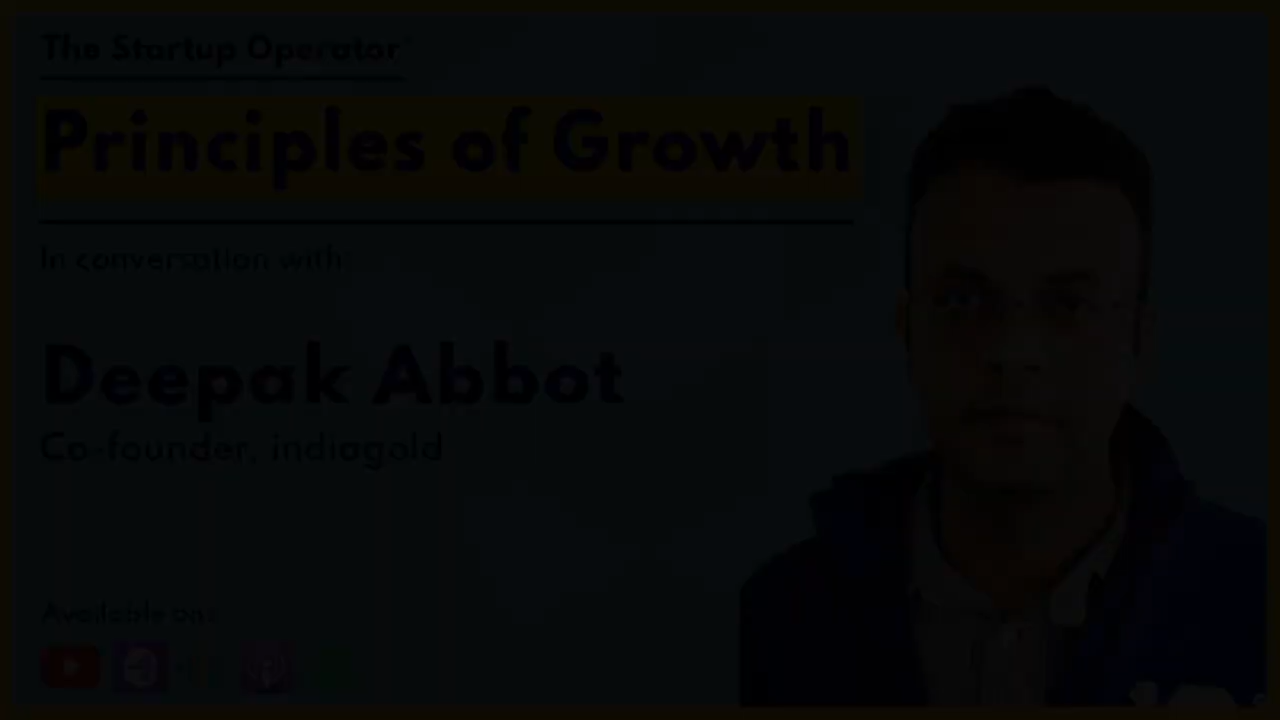 The Startup Operator
Principles of Growth
In conversation with:
Deepak Abbot
Co-founder, indiagold
Available on: